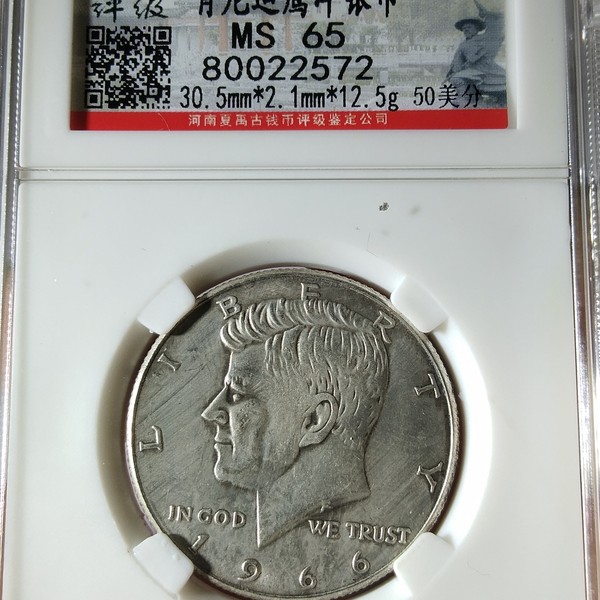 评级
MS 65
80022572
30.5mm*2.1mm*12.5g 50美分
河南夏禹古钱币评级鉴定公司
LIBERTY
IN GOD WE TRUST
1966